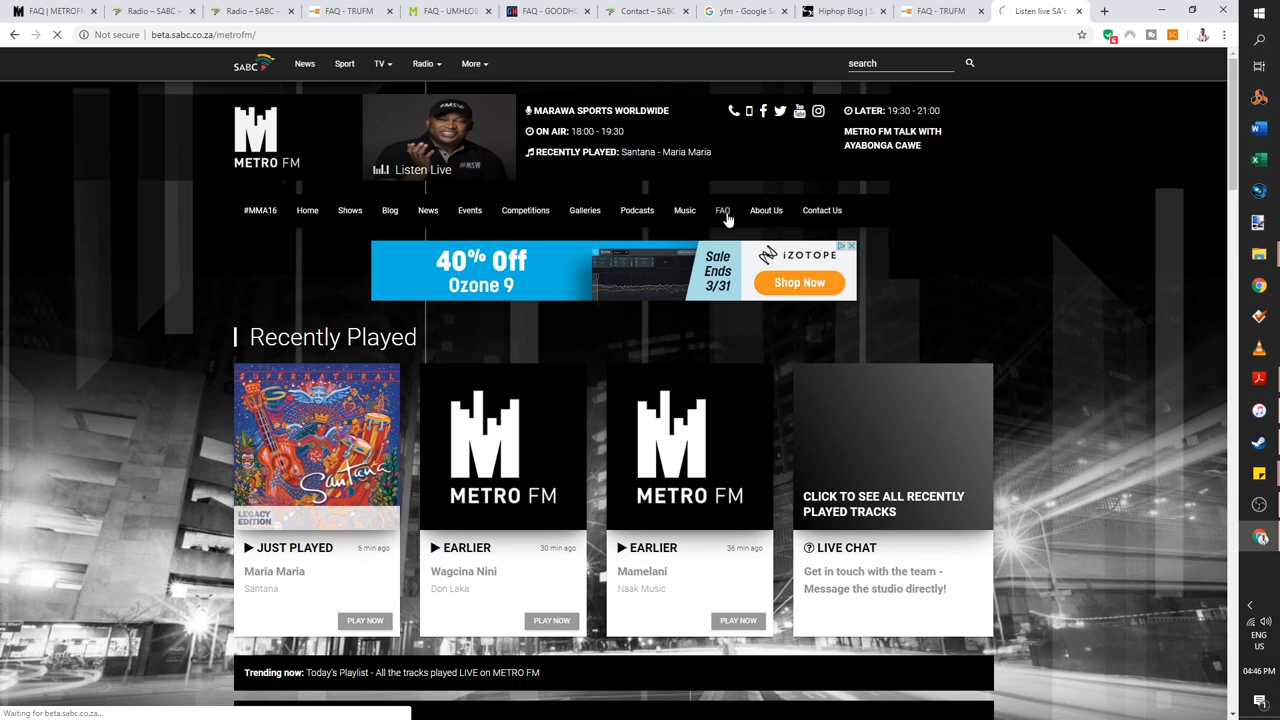 FAQ | METROF
Radio – SABC –
Radio – SABC –
FAQ - TRUFM
FAQ - UMHLOB
FAQ - GOODHO
Contact – SABC
yfm - Google Se
Hiphop Blog | S
FAQ - TRUFM
Listen live SA's
Not secure | beta.sabc.co.za/metrofm/
SABC News Sport TV Radio More search
MARAWA SPORTS WORLDWIDE
ON AIR: 18:00 - 19:30
RECENTLY PLAYED: Santana - Maria Maria
LATER: 19:30 - 21:00
METRO FM TALK WITH
AYABONGA CAWE
METRO FM
#MSW
Listen Live
#MSW
#MMA16 Home Shows Blog News Events Competitions Galleries Podcasts Music FAQ About Us Contact Us
40% Off
Ozone 9
Sale
Ends
3/31
iZOTOPE
Shop Now
Recently Played
SUPERNATURAL
Santana
LEGACY
EDITION
METRO FM
METRO FM
CLICK TO SEE ALL RECENTLY
PLAYED TRACKS
JUST PLAYED 6 min ago
Maria Maria
Santana
PLAY NOW
EARLIER 30 min ago
Wagcina Nini
Don Laka
PLAY NOW
EARLIER 36 min ago
Mamelani
Naak Music
PLAY NOW
LIVE CHAT
Get in touch with the team -
Message the studio directly!
Trending now: Today's Playlist - All the tracks played LIVE on METRO FM
Waiting for beta.sabc.co.za...
ENG
US
04:46 PM